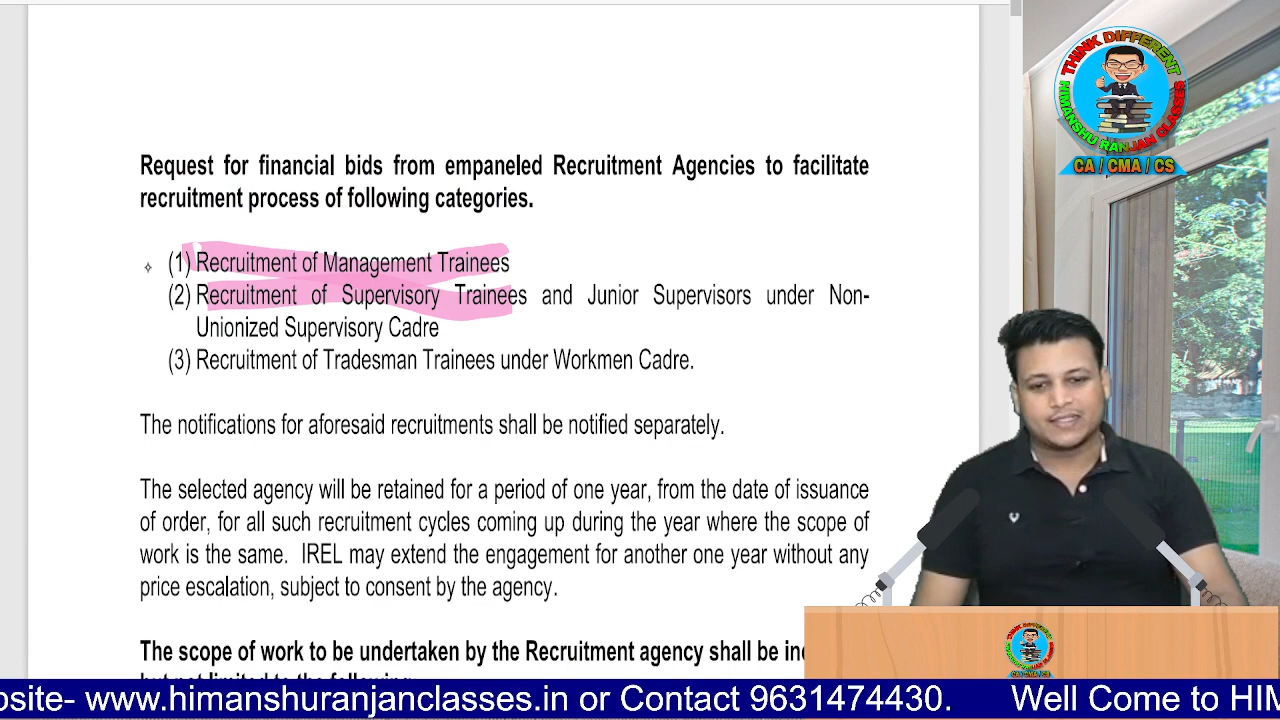 Request for financial bids from empaneled Recruitment Agencies to facilitate
recruitment process of following categories.
(1) Recruitment of Management Trainees
(2) Recruitment of Supervisory Trainees and Junior Supervisors under Non-
Unionized Supervisory Cadre
(3) Recruitment of Tradesman Trainees under Workmen Cadre.
The notifications for aforesaid recruitments shall be notified separately.
The selected agency will be retained for a period of one year, from the date of issuance
of order, for all such recruitment cycles coming up during the year where the scope of
work is the same. IREL may extend the engagement for another one year without any
price escalation, subject to consent by the agency.
The scope of work to be undertaken by the Recruitment agency shall be
THINK DIFFERENT
HIMANSHU RANJAN CLASSES
CA / CMA / CS
osite- www.himanshuranjanclasses.in or Contact 9631474430. Well Come to HIM